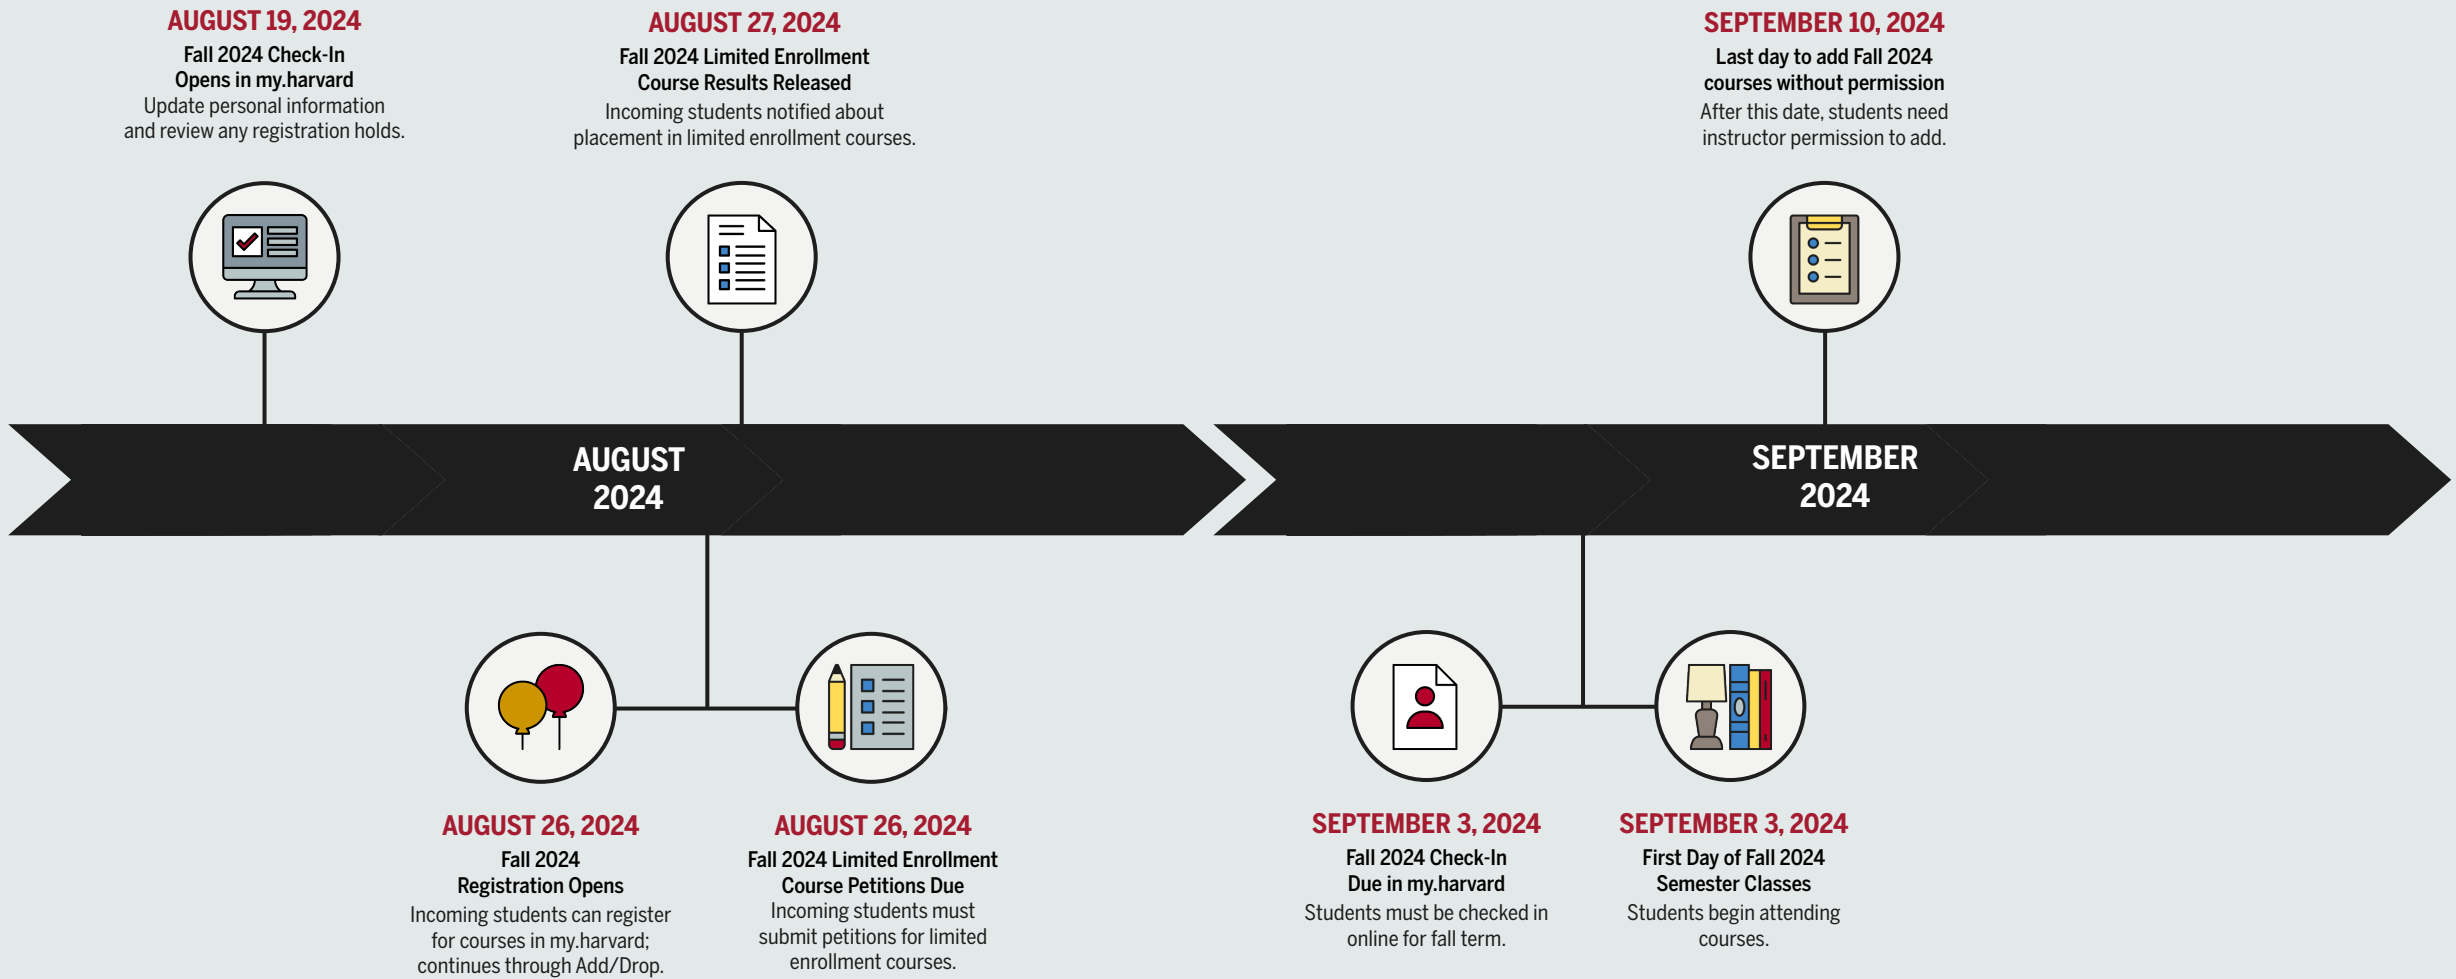 AUGUST 19, 2024
Fall 2024 Check-In
Opens in my.harvard
Update personal information
and review any registration holds.
AUGUST 27, 2024
Fall 2024 Limited Enrollment
Course Results Released
Incoming students notified about
placement in limited enrollment courses.
SEPTEMBER 10, 2024
Last day to add Fall 2024
courses without permission
After this date, students need
instructor permission to add.
AUGUST
2024
SEPTEMBER
2024
AUGUST 26, 2024
Fall 2024
Registration Opens
Incoming students can register
for courses in my.harvard;
continues through Add/Drop.
AUGUST 26, 2024
Fall 2024 Limited Enrollment
Course Petitions Due
Incoming students must
submit petitions for limited
enrollment courses.
SEPTEMBER 3, 2024
Fall 2024 Check-In
Due in my.harvard
Students must be checked in
online for fall term.
SEPTEMBER 3, 2024
First Day of Fall 2024
Semester Classes
Students begin attending
courses.